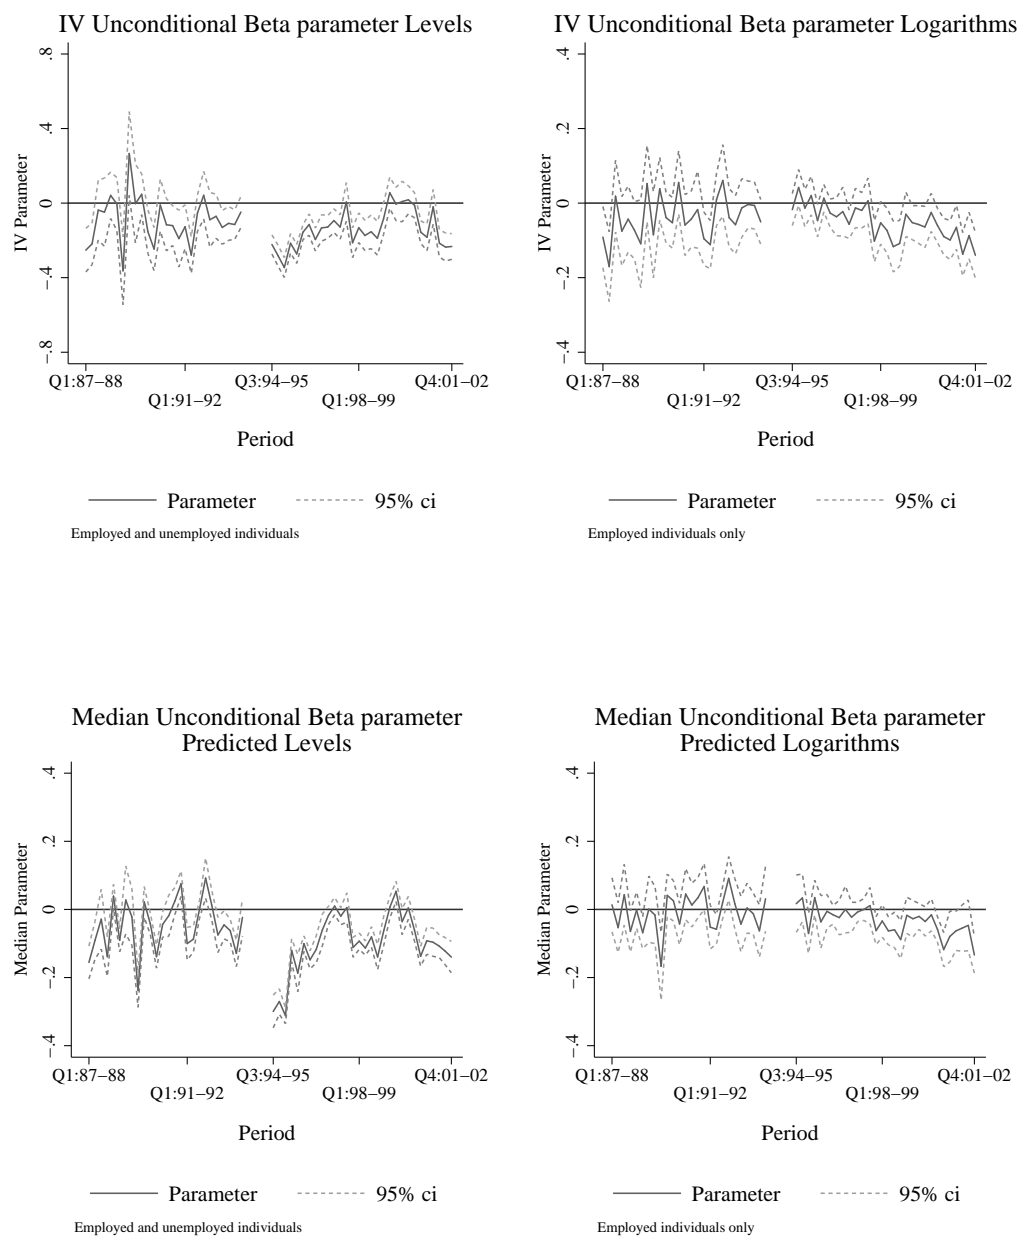 IV Unconditional Beta parameter Levels
IV Parameter
.8
.4
0
−.4
−.8
Q1:87−88
Q3:94−95
Q4:01−02
Q1:91−92
Q1:98−99
Period
Parameter
95% ci
Employed and unemployed individuals
IV Unconditional Beta parameter Logarithms
IV Parameter
.4
.2
0
−.2
−.4
Q1:87−88
Q3:94−95
Q4:01−02
Q1:91−92
Q1:98−99
Period
Parameter
95% ci
Employed individuals only
Median Unconditional Beta parameter
Predicted Levels
Median Parameter
.4
.2
0
−.2
−.4
Q1:87−88
Q3:94−95
Q4:01−02
Q1:91−92
Q1:98−99
Period
Parameter
95% ci
Employed and unemployed individuals
Median Unconditional Beta parameter
Predicted Logarithms
Median Parameter
.4
.2
0
−.2
−.4
Q1:87−88
Q3:94−95
Q4:01−02
Q1:91−92
Q1:98−99
Period
Parameter
95% ci
Employed individuals only